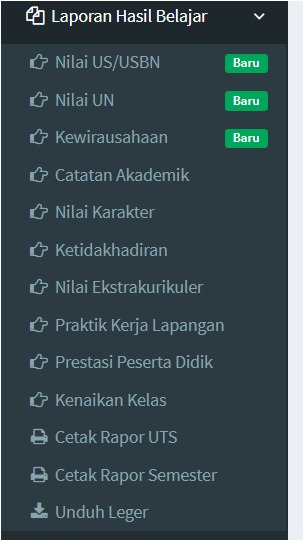 Laporan Hasil Belajar
Nilai US/USBN Baru
Nilai UN Baru
Kewirausahaan Baru
Catatan Akademik
Nilai Karakter
Ketidakhadiran
Nilai Ekstrakurikuler
Praktik Kerja Lapangan
Prestasi Peserta Didik
Kenaikan Kelas
Cetak Rapor UTS
Cetak Rapor Semester
Unduh Leger